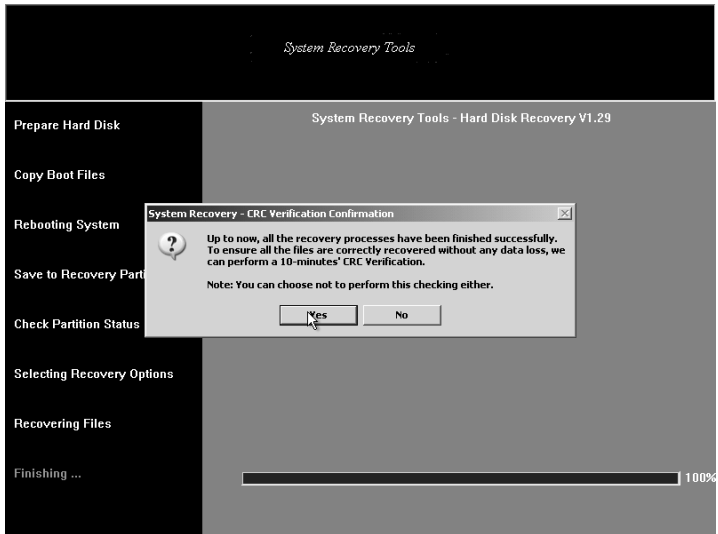 System Recovery Tools
System Recovery Tools - Hard Disk Recovery V1.29
Prepare Hard Disk
Copy Boot Files
Rebooting System
Save to Recovery Parti
Check Partition Status
Selecting Recovery Options
Recovering Files
Finishing ...
System Recovery - CRC Verification Confirmation
Up to now, all the recovery processes have been finished successfully.
To ensure all the files are correctly recovered without any data loss, we
can perform a 10-minutes' CRC Verification.
Note: You can choose not to perform this checking either.
Yes
No
100%